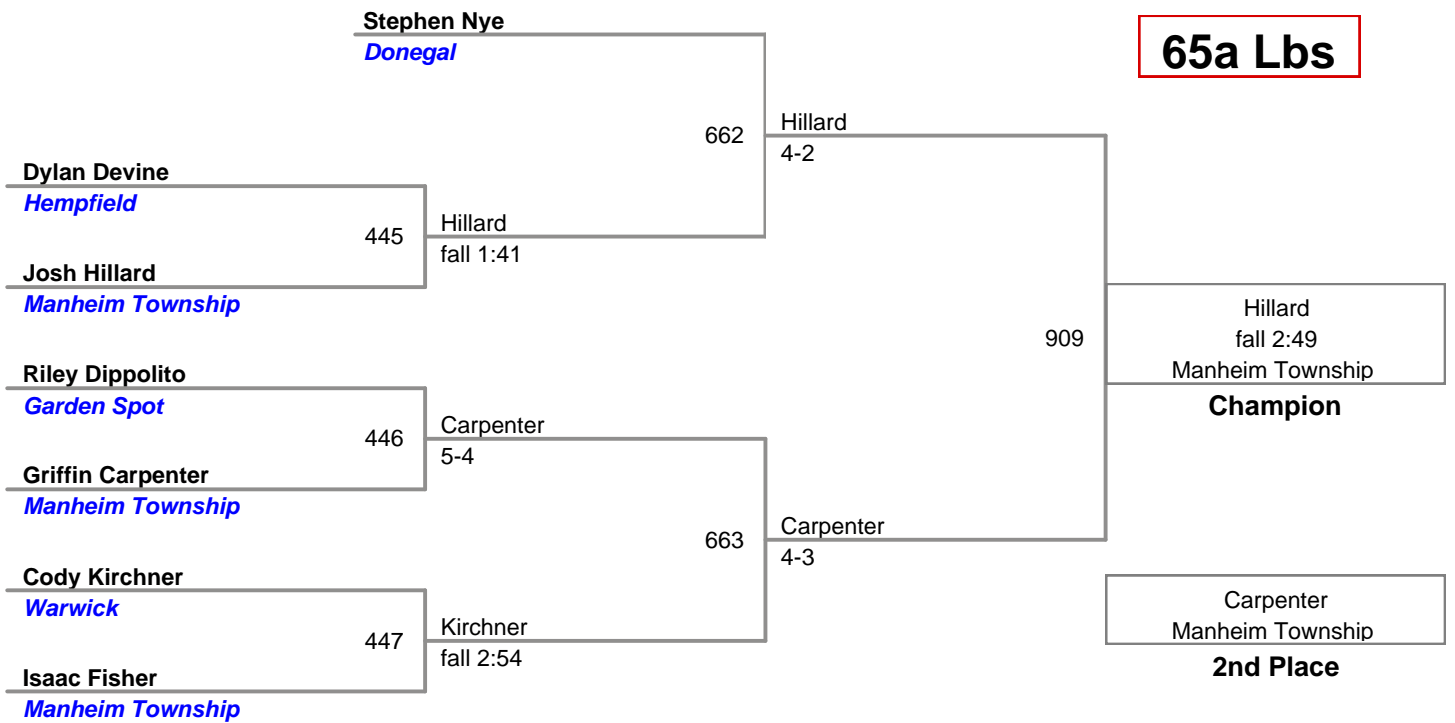 Stephen Nye
Donegal
65a Lbs
662
Hillard
4-2
Dylan Devine
Hempfield
445
Hillard
fall 1:41
Josh Hillard
Manheim Township
909
Hillard
fall 2:49
Manheim Township
Champion
Riley Dippolito
Garden Spot
446
Carpenter
5-4
Griffin Carpenter
Manheim Township
663
Carpenter
4-3
Cody Kirchner
Warwick
447
Kirchner
fall 2:54
Isaac Fisher
Manheim Township
Carpenter
Manheim Township
2nd Place